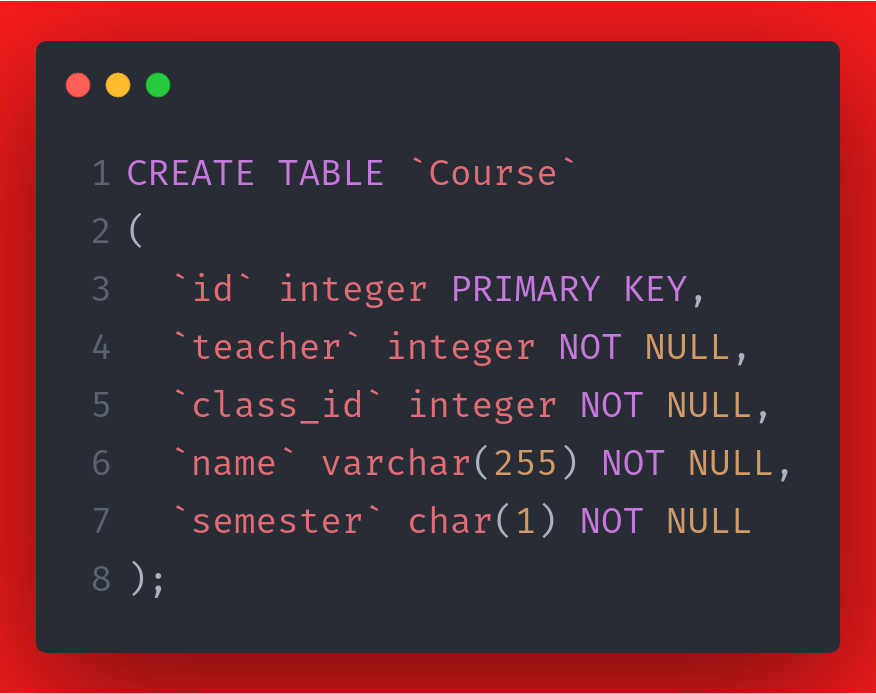 1 CREATE TABLE `Course`
2 (
3   `id` integer PRIMARY KEY,
4   `teacher` integer NOT NULL,
5   `class_id` integer NOT NULL,
6   `name` varchar(255) NOT NULL,
7   `semester` char(1) NOT NULL
8 );